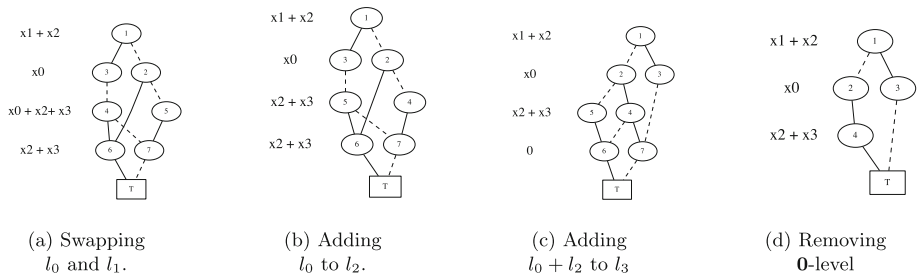 x1 + x2
1
x0
3
2
x0 + x2+ x3
4
5
x2 + x3
6
7
T
(a) Swapping
l0 and l1.
x1 + x2
1
x0
3
2
x2 + x3
5
4
x2 + x3
6
7
T
(b) Adding
l0 to l2.
x1 + x2
1
x0
2
3
x2 + x3
5
4
0
6
7
T
(c) Adding
l0 + l2 to l3
x1 + x2
1
x0
2
3
x2 + x3
4
T
(d) Removing
0-level